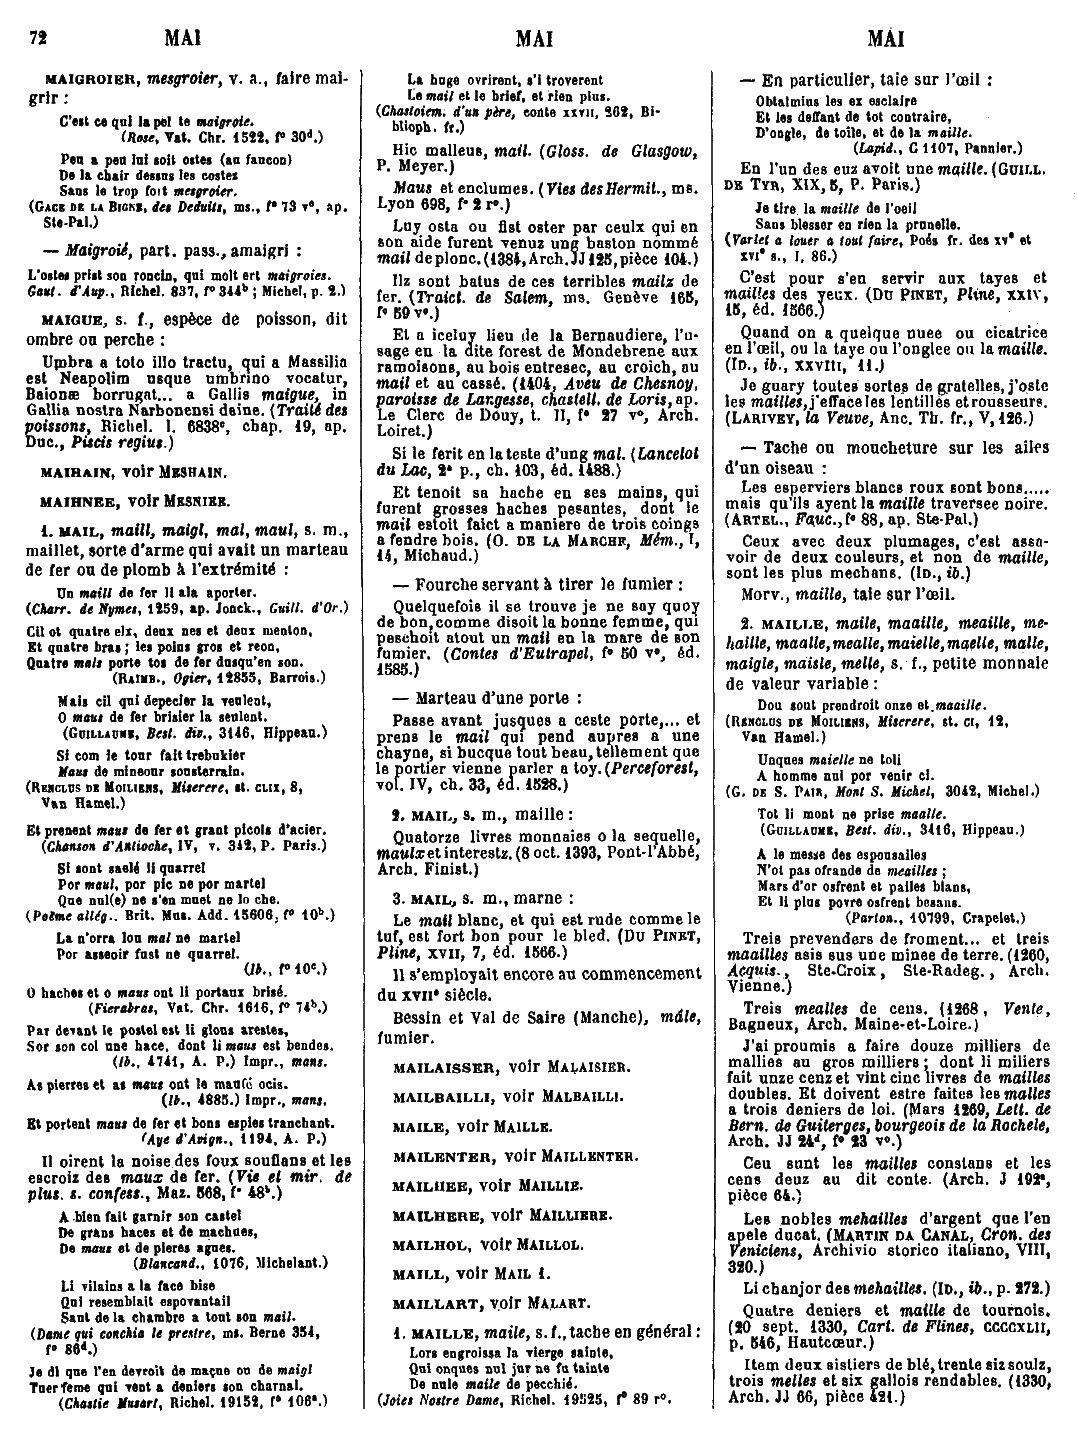 72 MAI MAI MAI
MAIGROIER, mesgroier, v. a., faire mai-
grir :
C'est ce qui la pel te maigroie.
(Rose, Vat. Chr. 1522, f° 30d.)
Peu a peu lui soit ostes (au faucon)
De la chair dessus les costez
Sans le trop fort mesgroier.
(GACE DE LA BIGNE, des Deduits, ms., f° 73 v°, ap.
Ste-Pal.)
— Maigroié, part. pass., amaigri :
L'ostes prist son roncin, qui molt ert maigroies.
Gaut. d'Aup., Richel. 837, f° 344b ; Michel, p. 2.)
MAIGUE, s. f., espèce de poisson, dit
ombre ou perche :
Umbra a toto illo tractu, qui a Massilia
est Neapolim usque umbrino vocatur,
Baionæ borrugat... a Gallis maigue, in
Gallia nostra Narbonensi daine. (Traité des
poissons, Richel. l. 6838c, chap. 19, ap.
Duc., Piscis regius.)
MAIHAIN, voir MESHAIN.
MAIHNEE, voir MESNIEE.
1. MAIL, maill, maigl, mal, maul, s. m.,
maillet, sorte d'arme qui avait un marteau
de fer ou de plomb à l'extrémité :
Un maill de fer li ala aporter.
(Charr. de Nymes, 1259, ap. Jonck., Guill. d'Or.)
Cil ot quatre elx, deux nes et deux menton,
Et quatre bras ; les poins gros et reon,
Quatre mals porte tos de fer dusqu'en son.
(RAIMB., Ogier, 12855, Barrois.)
Mais cil qui depecier la veulent,
O maus de fer brisier la seulent.
(GUILLAUME, Best. div., 3146, Hippeau.)
Si com le tour fait trebukier
Maus de mineour sousterrain.
(RENCLUS DE MOILIENS, Miserere, st. CLIX, 8,
Van Hamel.)
Et prenent maus de fer et grant picois d'acier.
(Chanson d'Antioche, IV, v. 342, P. Paris.)
Si sont saelé li quarrel
Por maul, por pic ne por martel
Que nul(e) ne s'en muet ne lo che.
(Poème allég.. Brit. Mus. Add. 15606, f° 10b.)
La n'orra lou mal ne martel
Por asseoir fust ne quarrel.
(Ib., f° 10c.)
O haches et o maus ont li portaux brisé.
(Fierabras, Vat. Chr. 1616, f° 74b.)
Par devant le postel est li glous arestes,
Sor son col une hace, dont li maus est bendes.
(Ib., 4741, A. P.) Impr., mans.
As pierres et as maus ont le maufé ocis.
(Ib., 4885.) Impr., mans.
Et portent maus de fer et bons espies tranchant.
(Aye d'Avign., 1194, A. P.)
Il oirent la noise des foux souflans et les
escroiz des maux de fer. (Vie et mir. de
plus. s. confess., Maz. 568, f° 48b.)
A bien fait garnir son castel
De grans haces et de machues,
De maus et de pieres agues.
(Blancand., 1076, Michelant.)
Li vilains a la face bise
Qui resemblait espovantail
Saut de la chambre a tout son mail.
(Dame qui conchia le prestre, ms. Berne 354,
f° 86d.)
Je di que l'en devroit de maçue ou de maigl
Tuer feme qui vent a deniers son charnal.
(Chastie Musart, Richel. 19152, f° 106a.)
La huge ovrirent, s'i troverent
Le mail et le brief, et rien plus.
(Chastoiem. d'un père, conte XXVII, 262, Bi-
blioph. fr.)
Hic malleus, mail. (Gloss. de Glasgow,
P. Meyer.)
Maus et enclumes. (Vies des Hermit., ms.
Lyon 698, f° 2 r°.)
Luy osta ou fist oster par ceulx qui en
son aide furent venuz ung baston nommé
mail de plonc. (1384, Arch. JJ 125, pièce 104.)
Ilz sont batus de ces terribles mailz de
fer. (Traict. de Salem, ms. Genève 165,
f° 59 v°.)
Et a iceluy lieu de la Bernaudiere, l'u-
sage en la dite forest de Mondebrene aux
ramoisons, au bois entresec, au croich, au
mail et au cassé. (1404, Aveu de Chesnoy,
paroisse de Largesse, chastell. de Loris, ap.
Le Clerc de Douy, t. II, f° 27 v°, Arch.
Loiret.)
Si le ferit en la teste d'ung mal. (Lancelot
du Lac, 2e p., ch. 103, éd. 1488.)
Et tenoit sa hache en ses mains, qui
furent grosses haches pesantes, dont le
mail estoit faict a maniere de trois coings
a fendre bois. (O. DE LA MARCHE, Mém., I,
14, Michaud.)
— Fourche servant à tirer le fumier :
Quelquefois il se trouve je ne say quoy
de bon, comme disoit la bonne femme, qui
peschoit atout un mail en la mare de son
fumier. (Contes d'Eutrapel, f° 50 v°, éd.
1585.)
— Marteau d'une porte :
Passe avant jusques a ceste porte,... et
prens le mail qui pend aupres a une
chayne, si bucque tout beau, tellement que
le portier vienne parler a toy. (Perceforest,
vol. IV, ch. 33, éd. 1528.)
2. MAIL, s. m., maille :
Quatorze livres monnaies o la sequelle,
maulx et interestz. (8 oct. 1393, Pont-l'Abbé,
Arch. Finist.)
3. MAIL, s. m., marne :
Le mail blanc, et qui est rude comme le
tuf, est fort bon pour le bled. (DU PINET,
Pline, XVII, 7, éd. 1566.)
Il s'employait encore au commencement
du XVIIe siècle.
Bessin et Val de Saire (Manche), mâle,
fumier.
MAILAISSER, voir MALAISIER.
MAILBAILLI, voir MALBAILLI.
MAILE, voir MAILLE.
MAILENTER, voir MAILLENTER.
MAILHEE, voir MAILLIE.
MAILHERE, voir MAILLIERE.
MAILHOL, voir MAILLOL.
MAILL, voir MAIL 1.
MAILLART, voir MALART.
1. MAILLE, maile, s. f., tache en général :
Lors engroissa la vierge sainte,
Qui onques nul jur ne fu tainte
De nule maile de pecchié.
(Joies Nostre Dame, Richel. 19525, f° 89 r°.
— En particulier, taie sur l'œil :
Obtalmius les ex esclaire
Et les deffant de tot contraire,
D'ongle, de toile, et de la maille.
(Lapid., C 1107, Pannier.)
En l'un des euz avoit une maille. (GUILL.
DE TYR, XIX, 5, P. Paris.)
Je tire la maille de l'oeil
Sans blesser en rien la prunelle.
(Varlet a louer a tout faire, Poés fr. des XVe et
XVIe s., I, 86.)
C'est pour s'en servir aux tayes et
mailles des yeux. (DU PINET, Pline, XXIV,
15, éd. 1566.)
Quand on a quelque nuee ou cicatrice
en l'œil, ou la taye ou l'onglee ou la maille.
(ID., ib., XXVIII, 11.)
Je guary toutes sortes de gratelles, j'oste
les mailles, j'efface les lentilles et rousseurs.
(LARIVEY, la Veuve, Anc. Th. fr., V, 126.)
— Tache ou moucheture sur les ailes
d'un oiseau :
Les esperviers blancs roux sont bons.....
mais qu'ils ayent la maille traversee noire.
(ARTEL., Fauc., f° 88, ap. Ste-Pal.)
Ceux avec deux plumages, c'est assa-
voir de deux couleurs, et non de maille,
sont les plus mechans. (ID., ib.)
Morv., maille, taie sur l'œil.
2. MAILLE, maile, maaille, meaille, me-
haille, maalle, mealle, maielle, maelle, malle,
maigle, maisle, melle, s. f., petite monnaie
de valeur variable :
Dou sout prendroit onze et maaille.
(RENCLUS DE MOILIENS, Miserere, st. CI, 12,
Van Hamel.)
Unques maielle ne toli
A homme nul por venir ci.
(G. DE S. PAIR, Mont S. Michel, 3042, Michel.)
Tot li mont ne prise maalle.
(GUILLAUME, Best. div., 3416, Hippeau.)
A le messe des espousailes
N'ot pas ofrande de meailles ;
Mars d'or osfrent et pailes blans,
Et li plus povre osfrent besans.
(Parton., 10799, Crapelet.)
Treis prevenders de froment... et treis
maailles asis sus une minee de terre. (1260,
Acquis., Ste-Croix, Ste-Radeg., Arch.
Vienne.)
Treis mealles de cens. (1268, Vente,
Bagneux, Arch. Maine-et-Loire.)
J'ai proumis a faire douze milliers de
mallies au gros milliers ; dont li miliers
fait unze cenz et vint cinc livres de mailles
doubles. Et doivent estre faites les malles
a trois deniers de loi. (Mars 1269, Lett. de
Bern. de Guiterges, bourgeois de la Rochele,
Arch. JJ 24d, f° 23 v°.)
Ceu sunt les mailles constans et les
cens deuz au dit conte. (Arch. J 192a,
pièce 64.)
Les nobles mehailles d'argent que l'en
apele ducat. (MARTIN DA CANAL, Cron. des
Veniciens, Archivio storico italiano, VIII,
320.)
Li chanjor des mehailles. (ID., ib., p. 272.)
Quatre deniers et maille de tournois.
(20 sept. 1330, Cart. de Flines, CCCCXLII,
p. 546, Hautcœur.)
Item deux sistiers de blé, trente siz soulz,
trois melles et six gallois rendables. (1330,
Arch. JJ 66, pièce 421.)